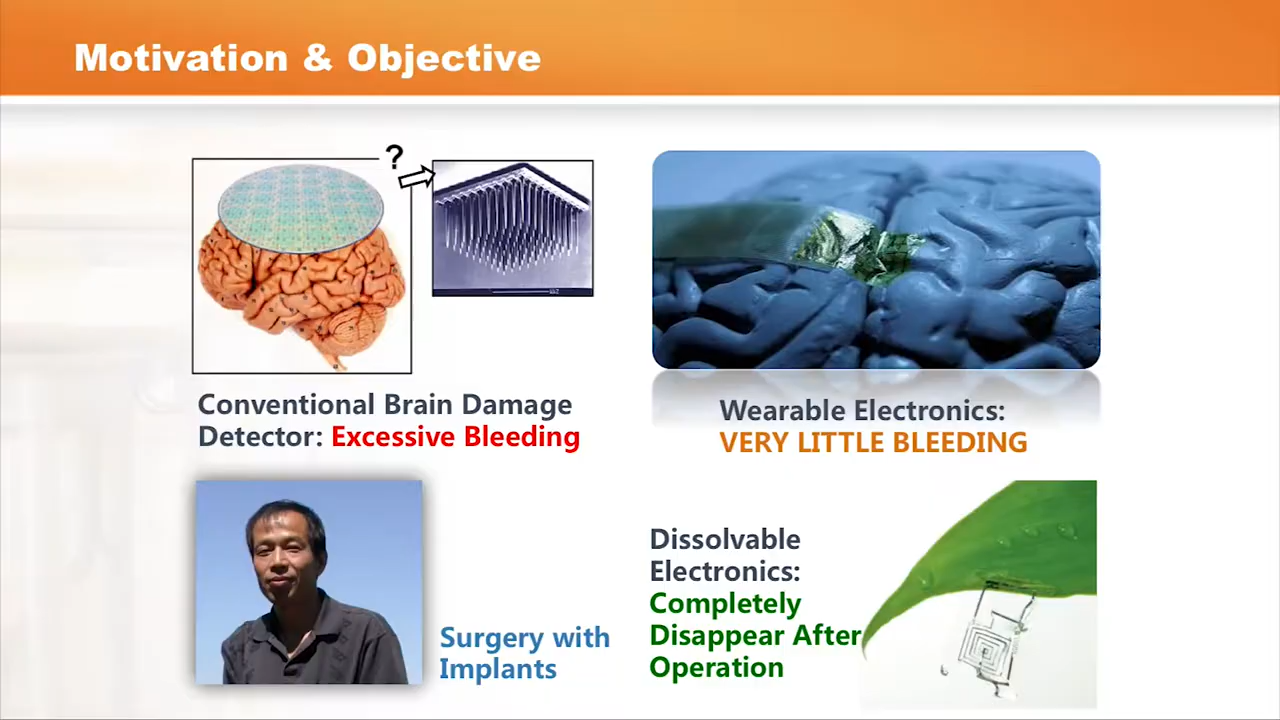 Motivation & Objective
?
Conventional Brain Damage
Detector: Excessive Bleeding
Wearable Electronics:
VERY LITTLE BLEEDING
Surgery with
Implants
Dissolvable
Electronics:
Completely
Disappear After
Operation